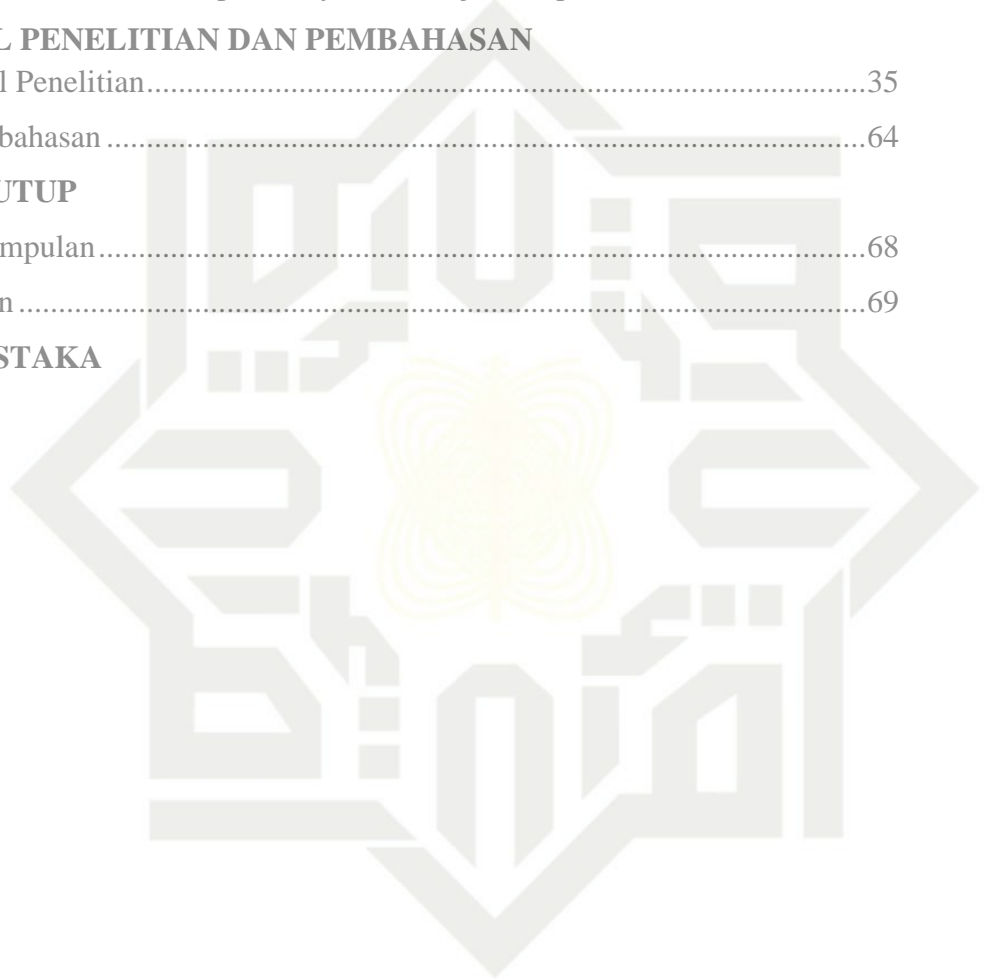 L PENELITIAN DAN PEMBAHASAN
l Penelitian....................................................................................35
bahasan ........................................................................................64
UTUP
mpulan.........................................................................................68
n ..................................................................................................69
STAKA